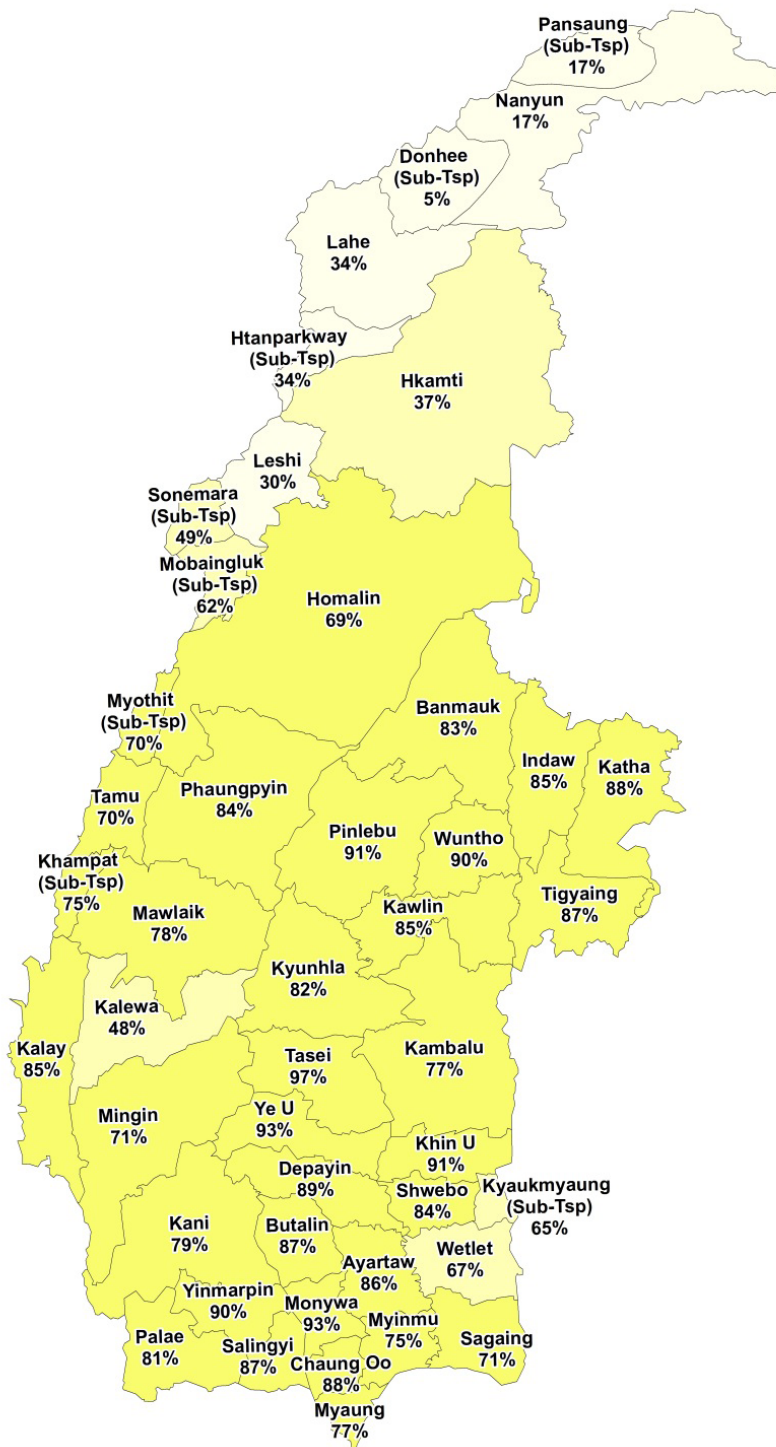 Pansaung
(Sub-Tsp)
17%
Nanyun
17%
Donhee
(Sub-Tsp)
5%
Lahe
34%
Htanparkway
(Sub-Tsp)
34%
Hkamti
37%
Leshi
30%
Sonemara
(Sub-Tsp)
49%
Mobaingluk
(Sub-Tsp)
62%
Homalin
69%
Myothit
(Sub-Tsp)
70%
Banmauk
83%
Indaw
85%
Katha
88%
Tamu
70%
Phaungpyin
84%
Pinlebu
91%
Wuntho
90%
Khampat
(Sub-Tsp)
75%
Mawlaik
78%
Kawlin
85%
Tigyaing
87%
Kyunhla
82%
Kalewa
48%
Kalay
85%
Tasei
97%
Kambalu
77%
Mingin
71%
Ye U
93%
Khin U
91%
Depayin
89%
Shwebo
84%
Kyaukmyaung
(Sub-Tsp)
65%
Kani
79%
Butalin
87%
Wetlet
67%
Ayartaw
86%
Yinmarpin
90%
Monywa
93%
Myinmu
75%
Palae
81%
Salingyi
87%
Sagaing
71%
Chaung Oo
88%
Myaung
77%